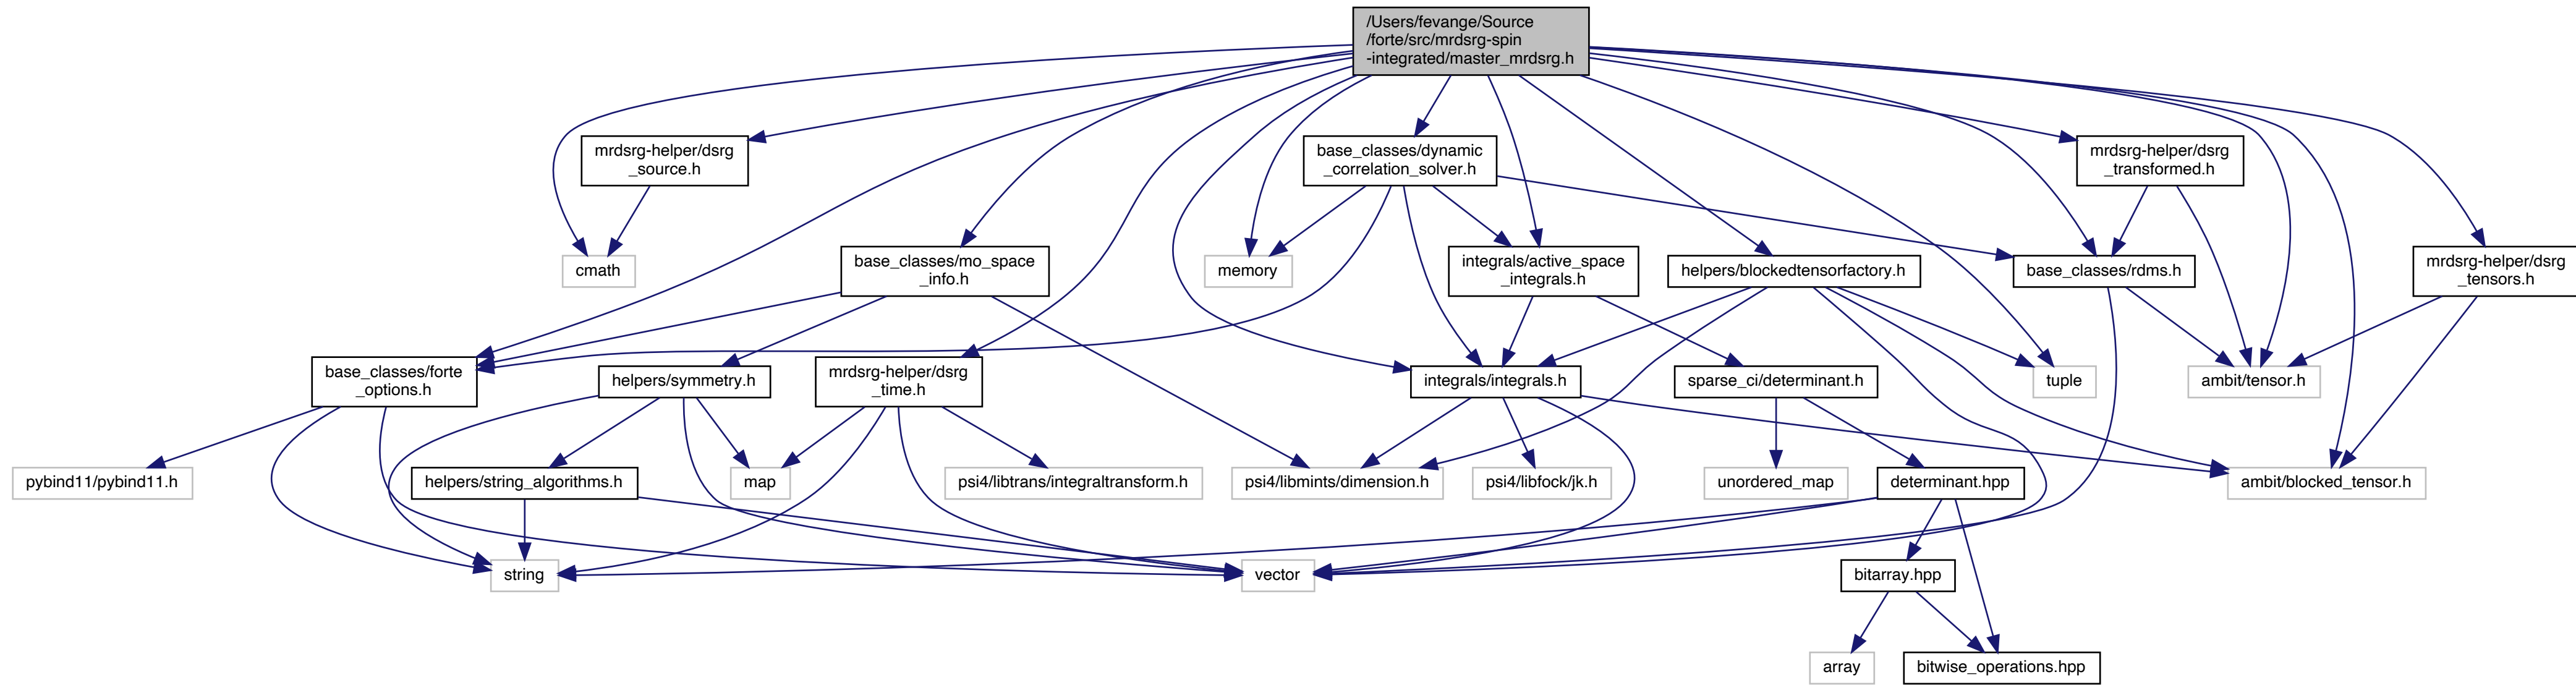 /Users/fevange/Source
/forte/src/mrdsrg-spin
-integrated/master_mrdsrg.h
mrdsrg-helper/dsrg
_source.h
base_classes/dynamic
_correlation_solver.h
mrdsrg-helper/dsrg
_transformed.h
cmath
base_classes/mo_space
_info.h
memory
integrals/active_space
_integrals.h
helpers/blockedtensorfactory.h
base_classes/rdms.h
mrdsrg-helper/dsrg
_tensors.h
base_classes/forte
_options.h
helpers/symmetry.h
mrdsrg-helper/dsrg
_time.h
integrals/integrals.h
sparse_ci/determinant.h
tuple
ambit/tensor.h
pybind11/pybind11.h
helpers/string_algorithms.h
map
psi4/libtrans/integraltransform.h
psi4/libmints/dimension.h
psi4/libfock/jk.h
unordered_map
determinant.hpp
ambit/blocked_tensor.h
string
vector
bitarray.hpp
array
bitwise_operations.hpp